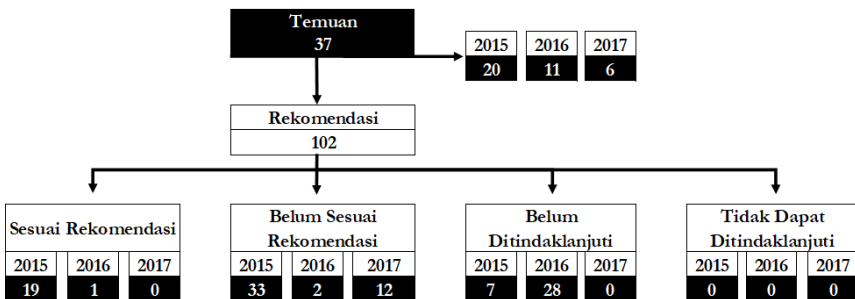 Temuan
37
2015 2016 2017
20 11 6
Rekomendasi
102
Sesuai Rekomendasi
2015 2016 2017
19 1 0
Belum Sesuai
Rekomendasi
2015 2016 2017
33 2 12
Belum
Ditindaklanjuti
2015 2016 2017
7 28 0
Tidak Dapat
Ditindaklanjuti
2015 2016 2017
0 0 0